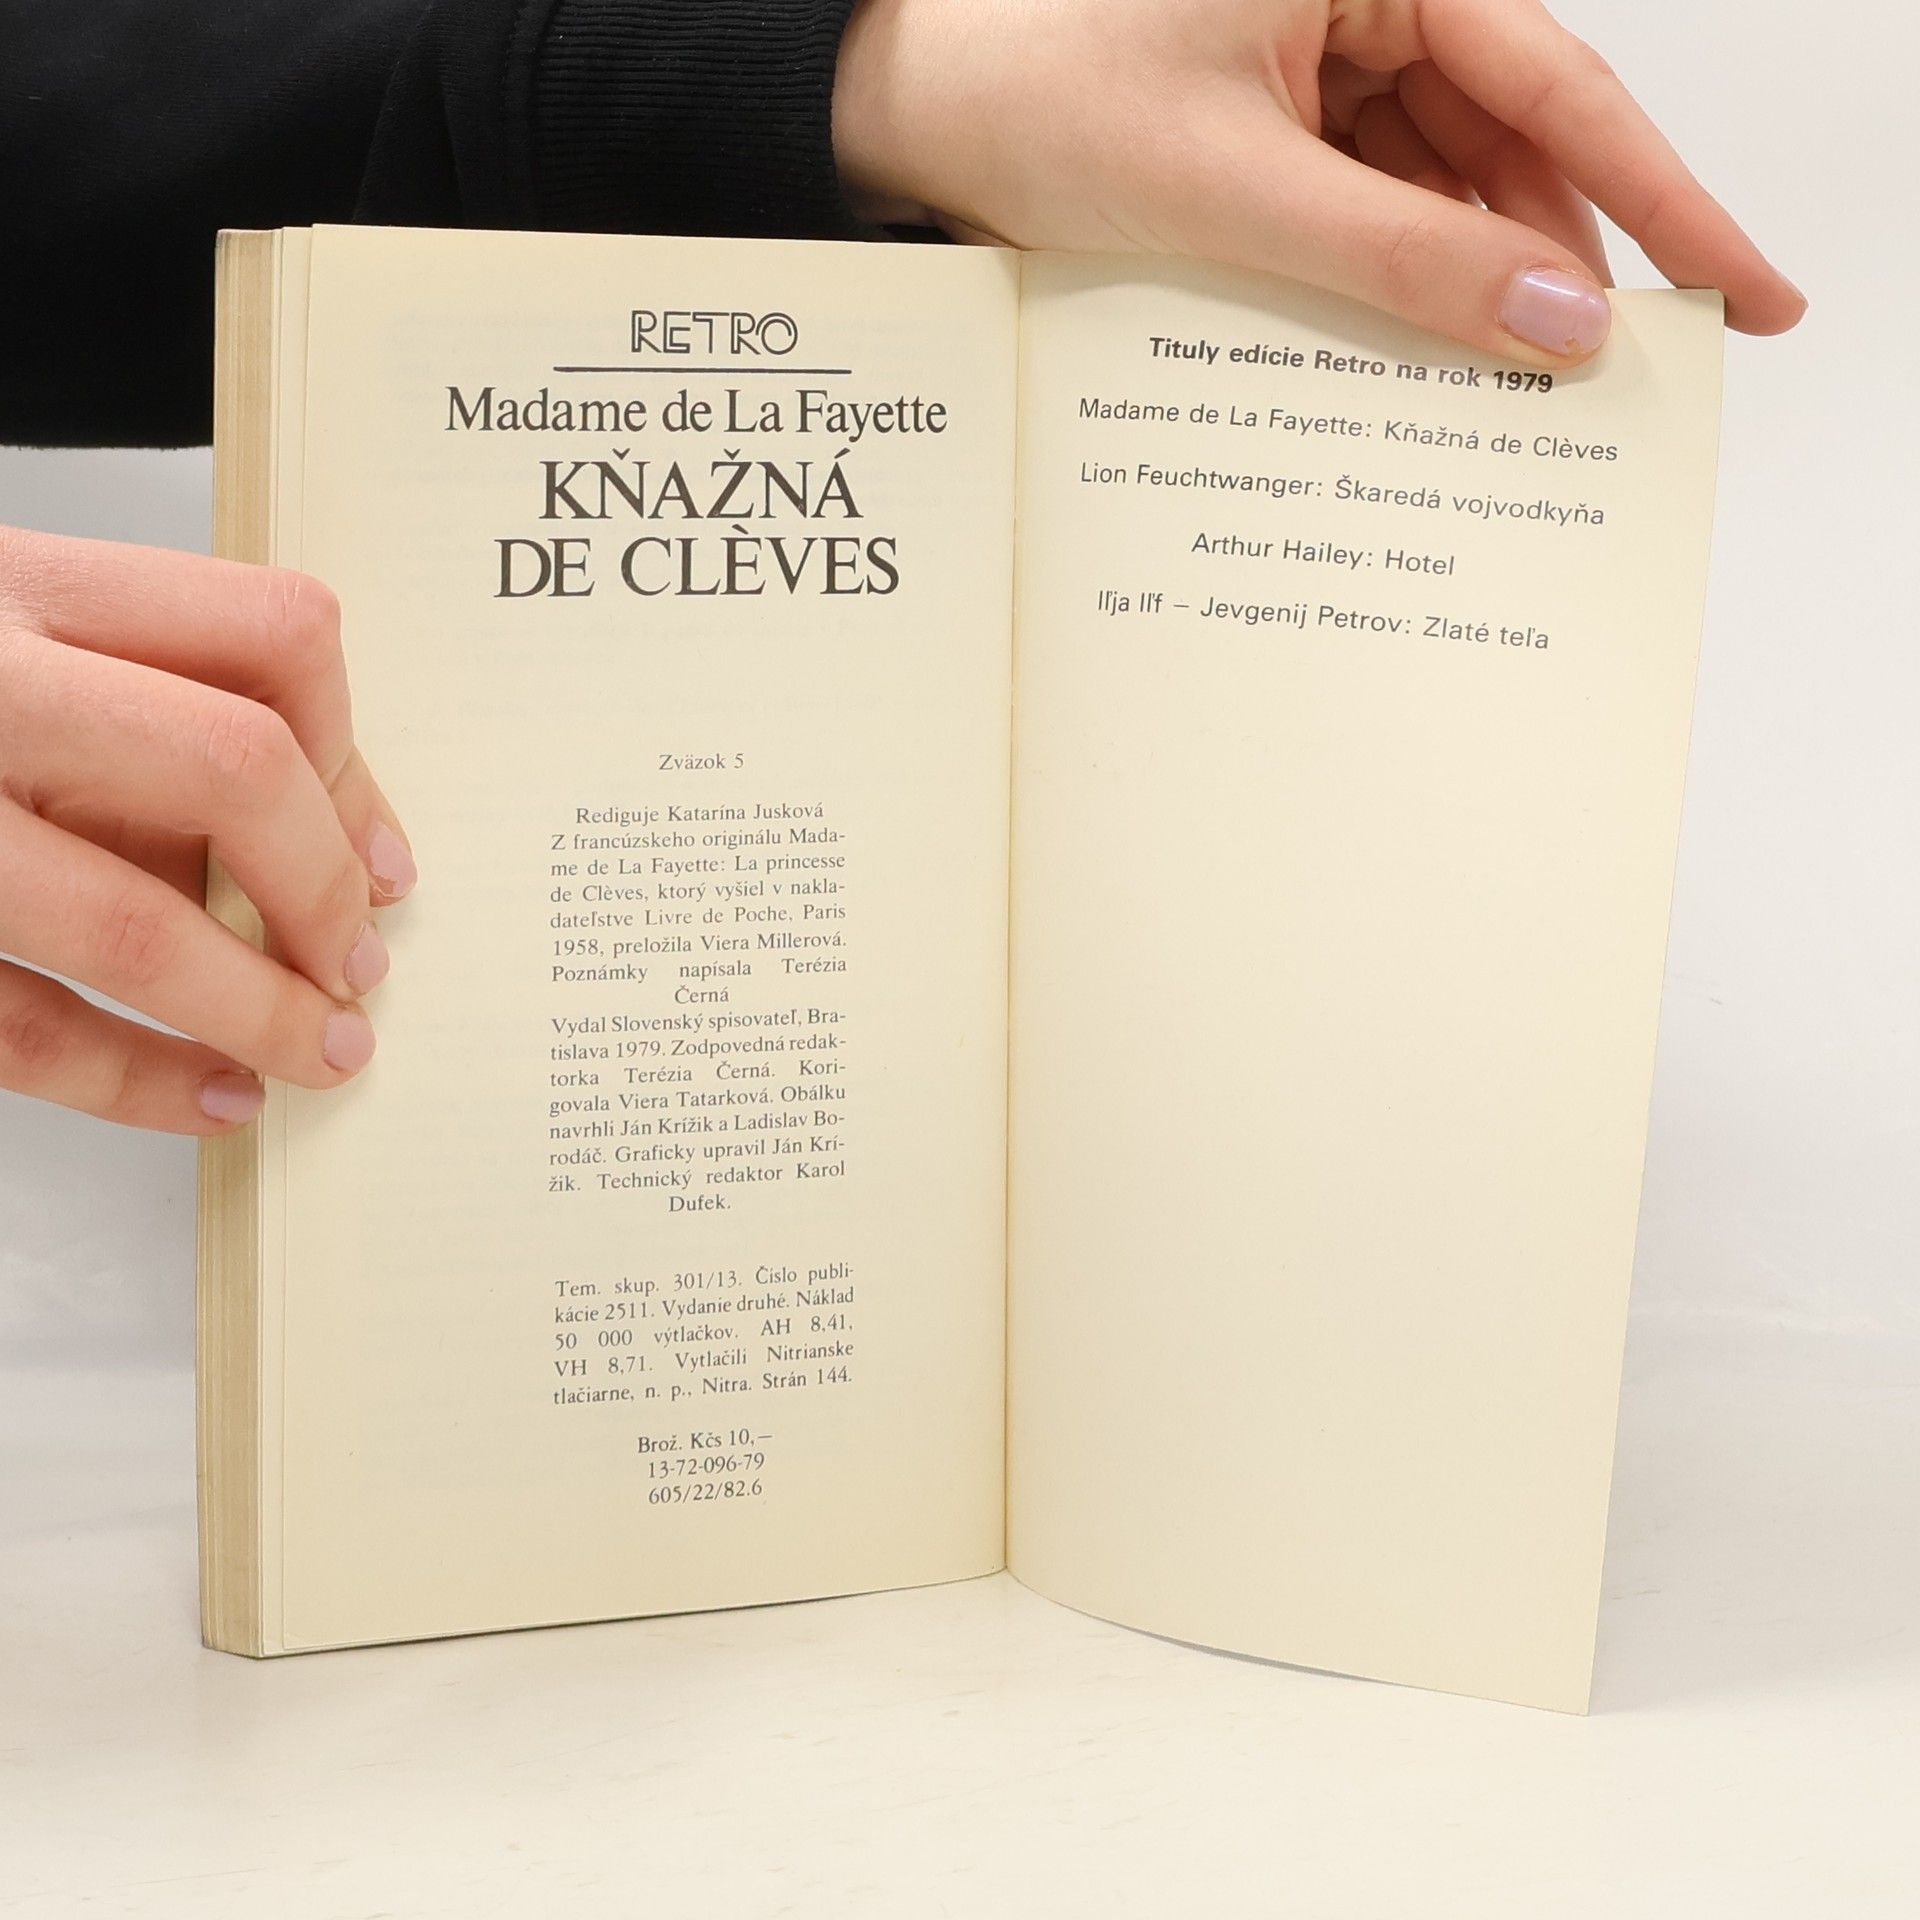 RETRO
Madame de La Fayette
KŇAŽNÁ
DE CLÈVES
Zväzok 5
Rediguje Katarína Jusková
Z francúzskeho originálu Mada-
me de La Fayette: La princesse
de Clèves, ktorý vyšiel v nakla-
dateľstve Livre de Poche, Paris
1958, preložila Viera Millerová.
Poznámky napísala Terézia
Černá
Vydal Slovenský spisovateľ, Bra-
tislava 1979. Zodpovedná redak-
torka Terézia Černá. Kori-
govala Viera Tatarková. Obálku
navrhli Ján Krížik a Ladislav Bo-
rodáč. Graficky upravil Ján Krí-
žik. Technický redaktor Karol
Dufek.
Tem. skup. 301/13. Číslo publi-
kácie 2511. Vydanie druhé. Náklad
50 000 výtlačkov. AH 8,41,
VH 8,71. Vytlačili Nitrianske
tlačiarne, n. p., Nitra. Strán 144.
Brož. Kčs 10,—
13-72-096-79
605/22/82.6
Tituly edície Retro na rok 1979
Madame de La Fayette: Kňažná de Clèves
Lion Feuchtwanger: Škaredá vojvodkyňa
Arthur Hailey: Hotel
Iľja Iľf – Jevgenij Petrov: Zlaté teľa